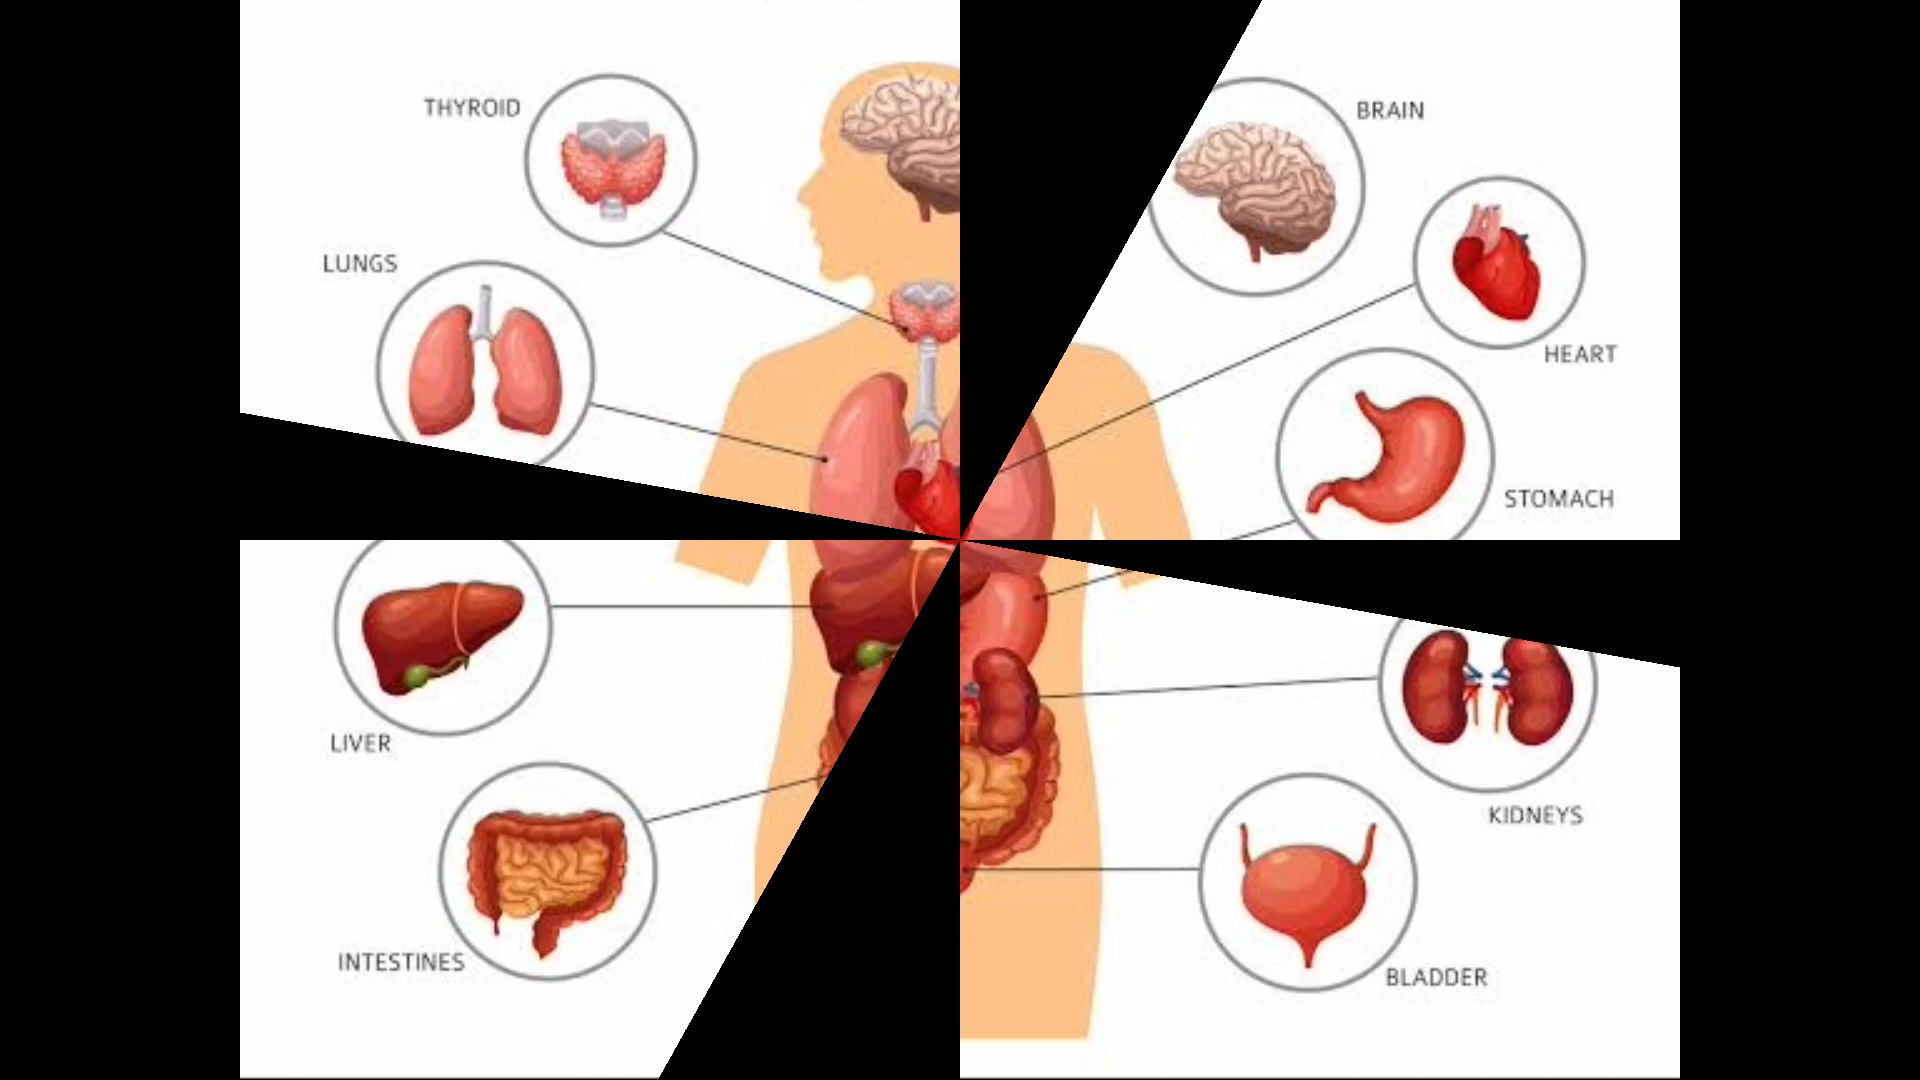 THYROID
BRAIN
LUNGS
HEART
STOMACH
LIVER
KIDNEYS
INTESTINES
BLADDER